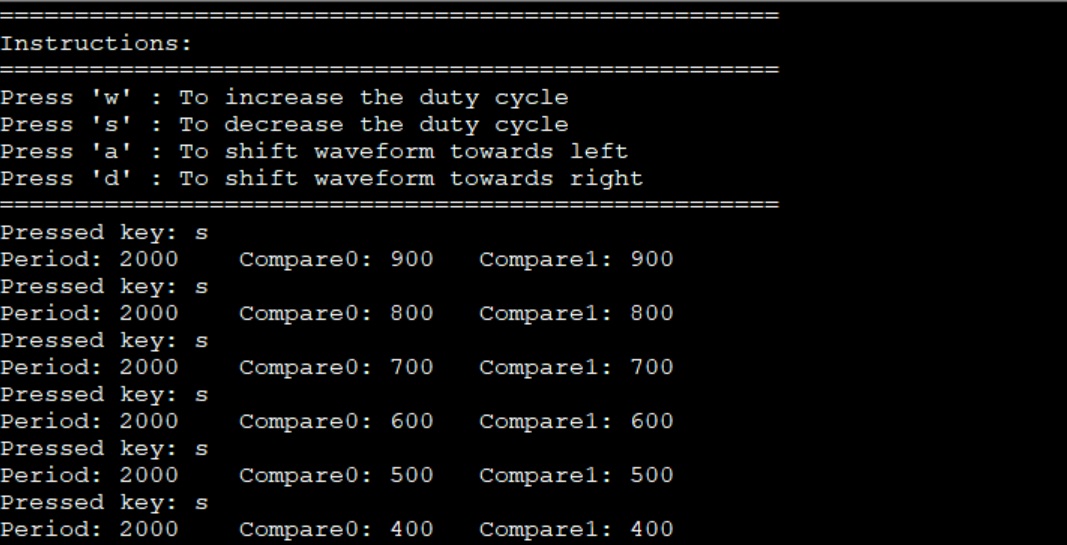 ====================================================
Instructions:
====================================================
Press 'w' : To increase the duty cycle
Press 's' : To decrease the duty cycle
Press 'a' : To shift waveform towards left
Press 'd' : To shift waveform towards right
====================================================
Pressed key: s
Period: 2000    Compare0: 900   Compare1: 900
Pressed key: s
Period: 2000    Compare0: 800   Compare1: 800
Pressed key: s
Period: 2000    Compare0: 700   Compare1: 700
Pressed key: s
Period: 2000    Compare0: 600   Compare1: 600
Pressed key: s
Period: 2000    Compare0: 500   Compare1: 500
Pressed key: s
Period: 2000    Compare0: 400   Compare1: 400